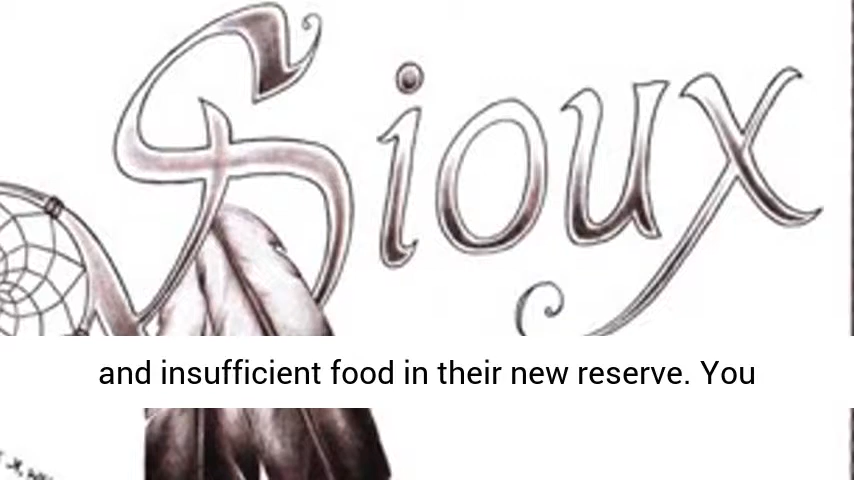 Sioux
and insufficient food in their new reserve. You